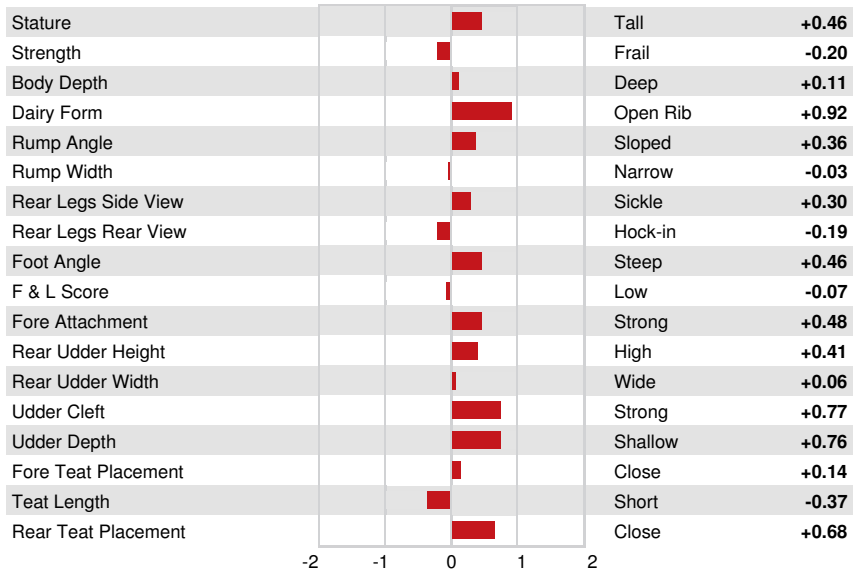 Stature Tall +0.46
Strength Frail -0.20
Body Depth Deep +0.11
Dairy Form Open Rib +0.92
Rump Angle Sloped +0.36
Rump Width Narrow -0.03
Rear Legs Side View Sickle +0.30
Rear Legs Rear View Hock-in -0.19
Foot Angle Steep +0.46
F & L Score Low -0.07
Fore Attachment Strong +0.48
Rear Udder Height High +0.41
Rear Udder Width Wide +0.06
Udder Cleft Strong +0.77
Udder Depth Shallow +0.76
Fore Teat Placement Close +0.14
Teat Length Short -0.37
Rear Teat Placement Close +0.68
-2 -1 0 1 2